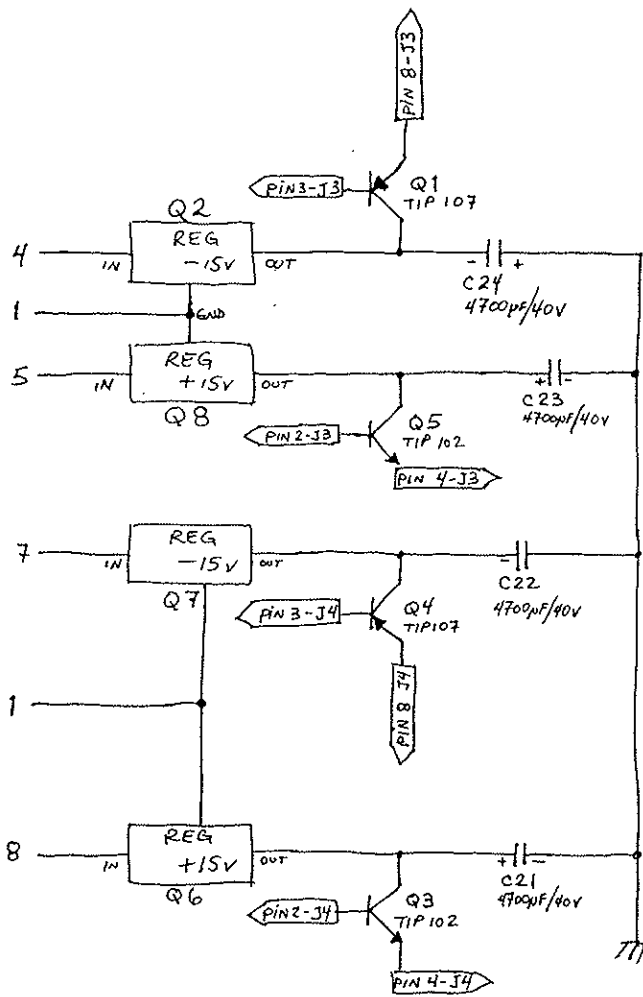 PIN 8-J3
PIN3-J3
Q1
TIP 107
Q2
REG
-15V
4
IN
OUT
- +
C24
4700µF/40V
1
GND
5
REG
+15V
IN
OUT
Q8
+ -
C23
4700µF/40V
PIN2-J3
Q5
TIP 102
PIN 4-J3
7
REG
-15V
IN
OUT
Q7
-
C22
4700µF/40V
PIN 3-J4
Q4
TIP107
PIN 8 J4
1
8
REG
+15V
IN
OUT
Q6
+ -
C21
4700µF/40V
PIN2-J4
Q3
TIP 102
PIN 4-J4